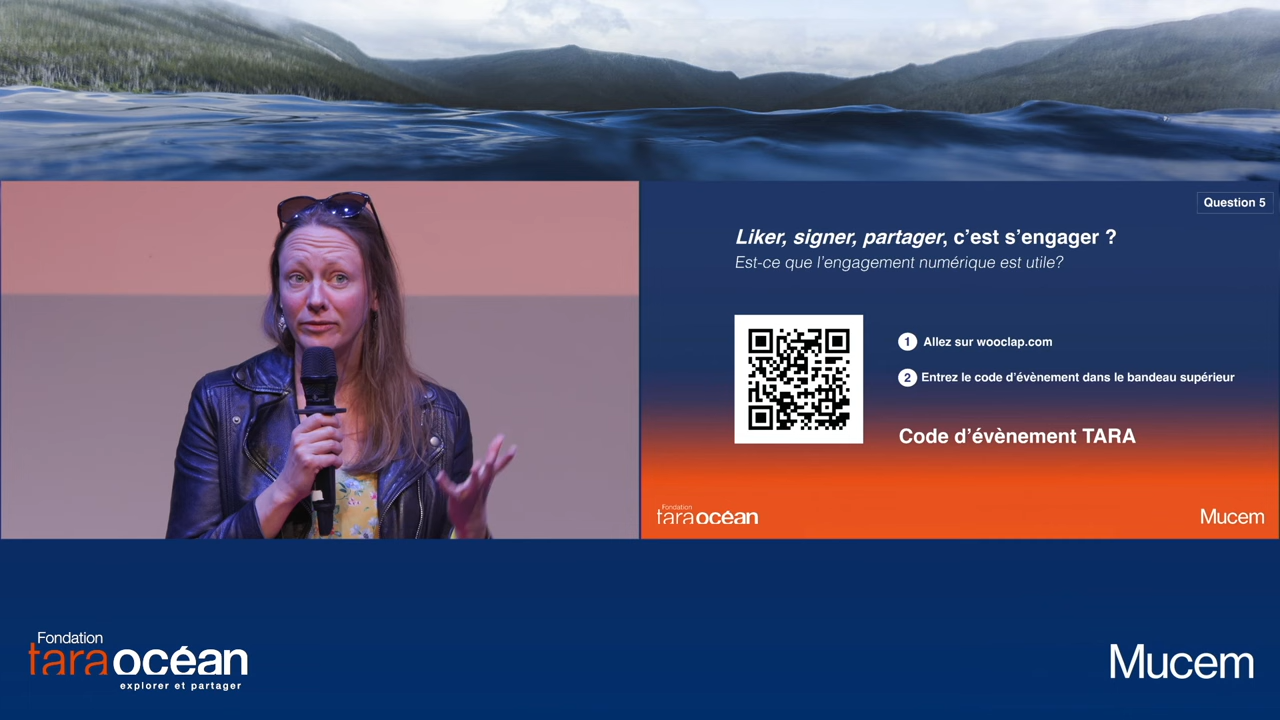 Question 5
Liker, signer, partager, c’est s’engager ?
Est-ce que l’engagement numérique est utile?
1 Allez sur wooclap.com
2 Entrez le code d’évènement dans le bandeau supérieur
Code d’évènement TARA
Fondation
taraocéan
Mucem
Fondation
taraocéan
explorer et partager
Mucem